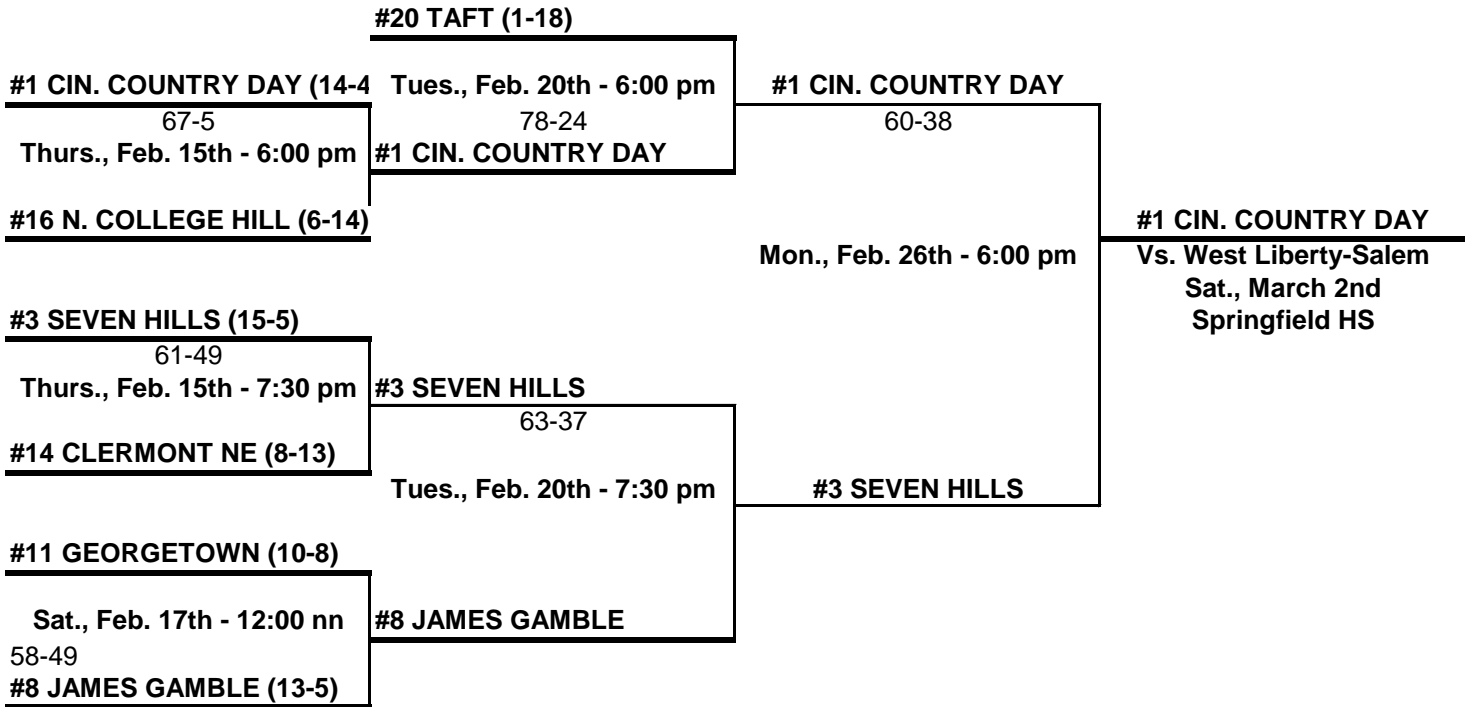 #20 TAFT (1-18)
#1 CIN. COUNTRY DAY (14-4
Tues., Feb. 20th - 6:00 pm
#1 CIN. COUNTRY DAY
67-5
78-24
60-38
Thurs., Feb. 15th - 6:00 pm
#1 CIN. COUNTRY DAY
#16 N. COLLEGE HILL (6-14)
#1 CIN. COUNTRY DAY
Mon., Feb. 26th - 6:00 pm
Vs. West Liberty-Salem
Sat., March 2nd
Springfield HS
#3 SEVEN HILLS (15-5)
61-49
Thurs., Feb. 15th - 7:30 pm
#3 SEVEN HILLS
63-37
#14 CLERMONT NE (8-13)
Tues., Feb. 20th - 7:30 pm
#3 SEVEN HILLS
#11 GEORGETOWN (10-8)
Sat., Feb. 17th - 12:00 nn
#8 JAMES GAMBLE
58-49
#8 JAMES GAMBLE (13-5)